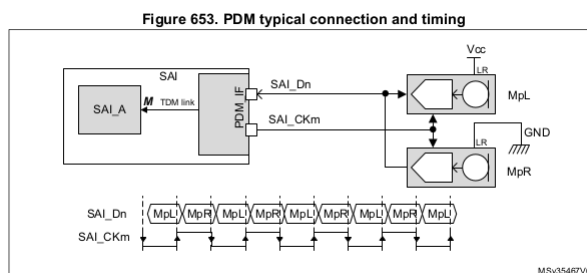 Figure 653. PDM typical connection and timing
Vcc
SAI
SAI_Dn
LR
MpL
SAI_A
M TDM link
PDM_IF
SAI_CKm
GND
LR
MpR
SAI_Dn MpL MpR MpL MpR MpL MpR MpL MpR MpL
SAI_CKm